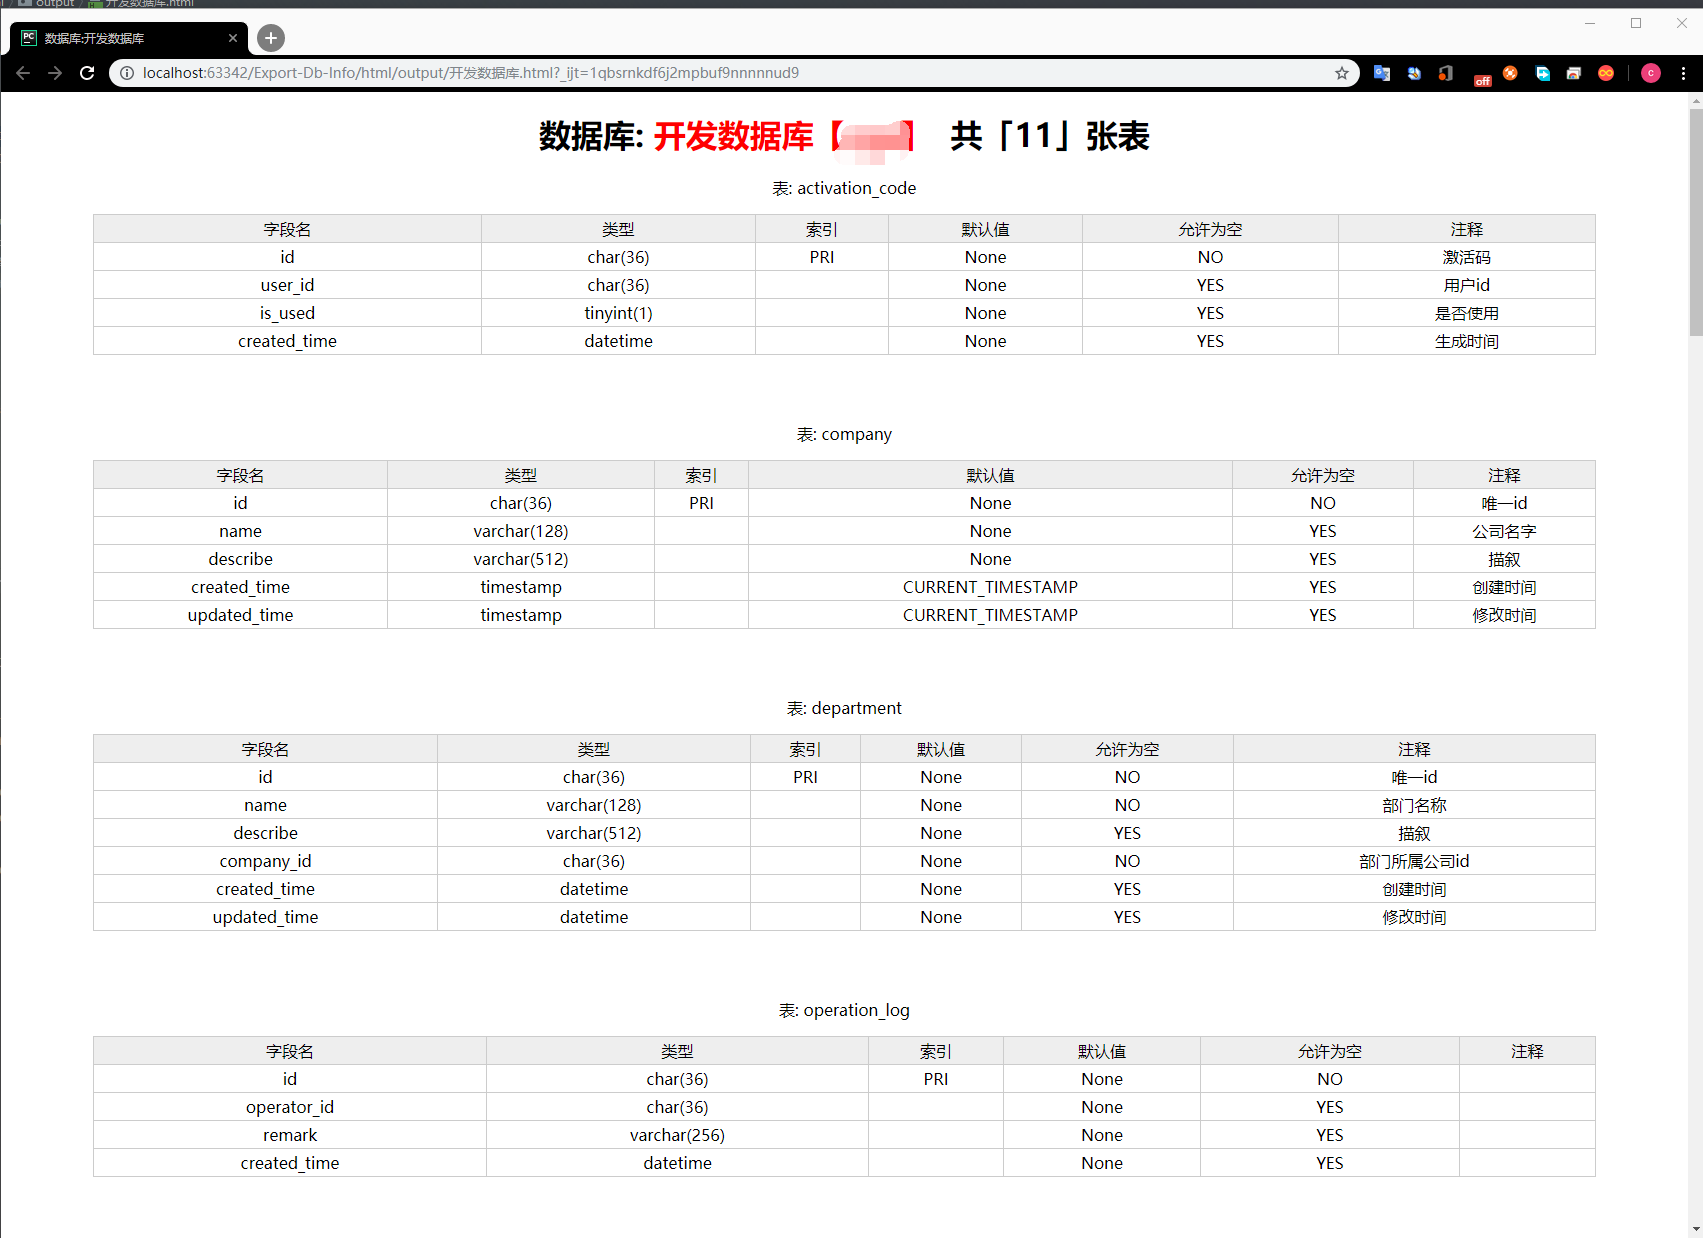 output 开发数据库.html
数据库:开发数据库
localhost:63342/Export-Db-Info/html/output/开发数据库.html?_ijt=1qbsrnkdf6j2mpbuf9nnnnnud9
off
C
数据库: 开发数据库【】 共「11」张表
表: activation_code
字段名 类型 索引 默认值 允许为空 注释
id char(36) PRI None NO 激活码
user_id char(36) None YES 用户id
is_used tinyint(1) None YES 是否使用
created_time datetime None YES 生成时间
表: company
字段名 类型 索引 默认值 允许为空 注释
id char(36) PRI None NO 唯一id
name varchar(128) None YES 公司名字
describe varchar(512) None YES 描叙
created_time timestamp CURRENT_TIMESTAMP YES 创建时间
updated_time timestamp CURRENT_TIMESTAMP YES 修改时间
表: department
字段名 类型 索引 默认值 允许为空 注释
id char(36) PRI None NO 唯一id
name varchar(128) None NO 部门名称
describe varchar(512) None YES 描叙
company_id char(36) None NO 部门所属公司id
created_time datetime None YES 创建时间
updated_time datetime None YES 修改时间
表: operation_log
字段名 类型 索引 默认值 允许为空 注释
id char(36) PRI None NO
operator_id char(36) None YES
remark varchar(256) None YES
created_time datetime None YES